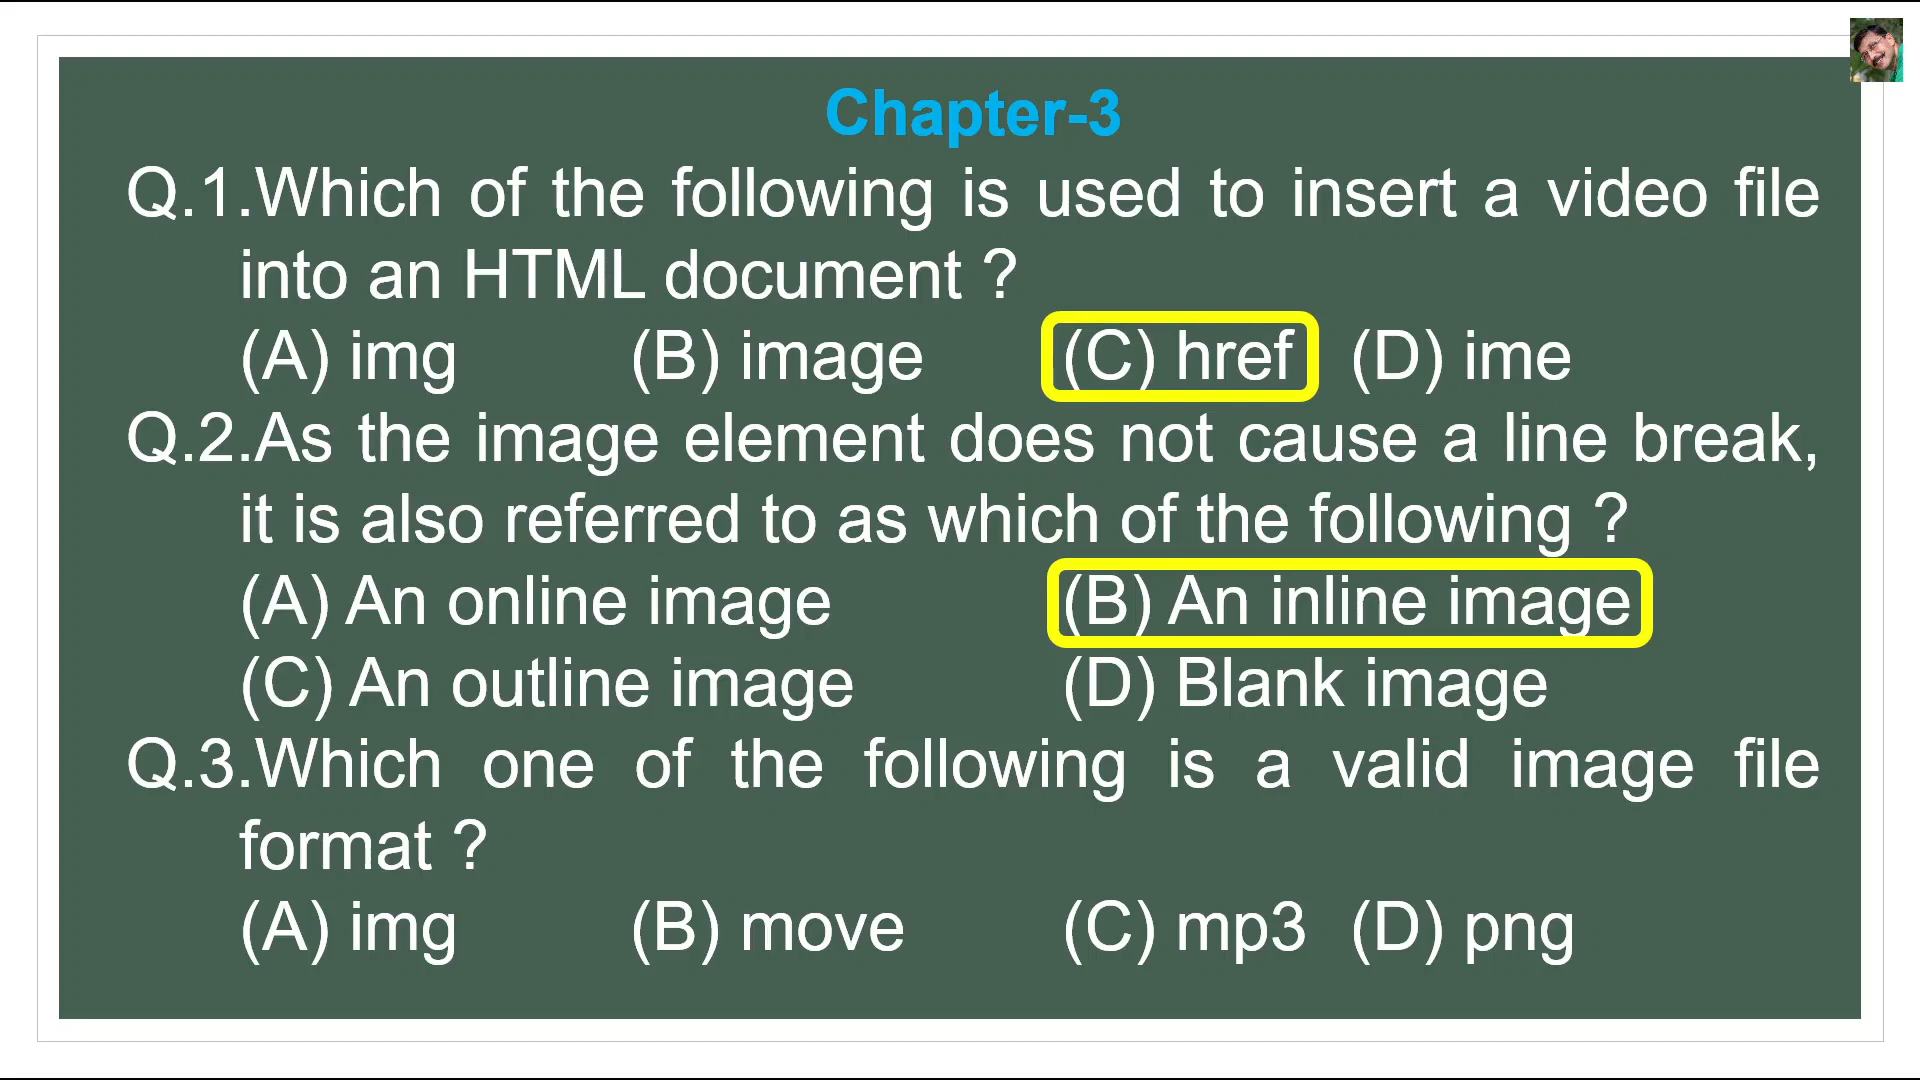 Chapter-3
Q.1.Which of the following is used to insert a video file
into an HTML document ?
(A) img (B) image (C) href (D) ime
Q.2.As the image element does not cause a line break,
it is also referred to as which of the following ?
(A) An online image (B) An inline image
(C) An outline image (D) Blank image
Q.3.Which one of the following is a valid image file
format ?
(A) img (B) move (C) mp3 (D) png